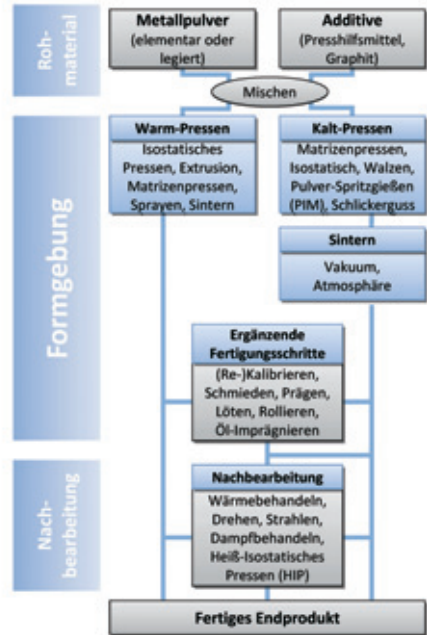 Roh-
material
Metallpulver
(elementar oder
legiert)
Additive
(Presshilfsmittel,
Graphit)
Mischen
Formgebung
Warm-Pressen
Isostatisches
Pressen, Extrusion,
Matrizenpressen,
Sprayen, Sintern
Kalt-Pressen
Matrizenpressen,
Isostatisch, Walzen,
Pulver-Spritzgießen
(PIM), Schlickerguss
Sintern
Vakuum,
Atmosphäre
Ergänzende
Fertigungsschritte
(Re-)Kalibrieren,
Schmieden, Prägen,
Löten, Rollieren,
Öl-Imprägnieren
Nach-
bearbeitung
Nachbearbeitung
Wärmebehandeln,
Drehen, Strahlen,
Dampfbehandeln,
Heiß-Isostatisches
Pressen (HIP)
Fertiges Endprodukt